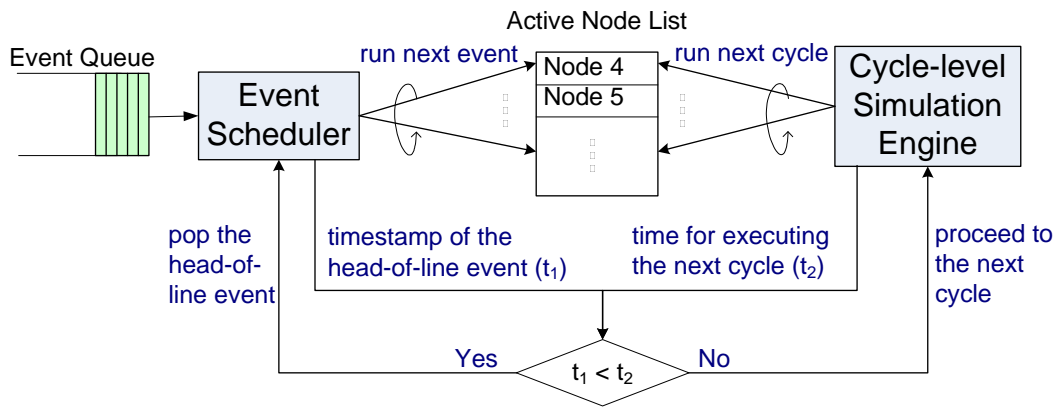 Active Node List
Event Queue
run next event
run next cycle
Event
Scheduler
Node 4
Node 5
Cycle-level
Simulation
Engine
pop the
head-of-
line event
timestamp of the
head-of-line event (t₁)
time for executing
the next cycle (t₂)
proceed to
the next
cycle
Yes
t₁ < t₂
No